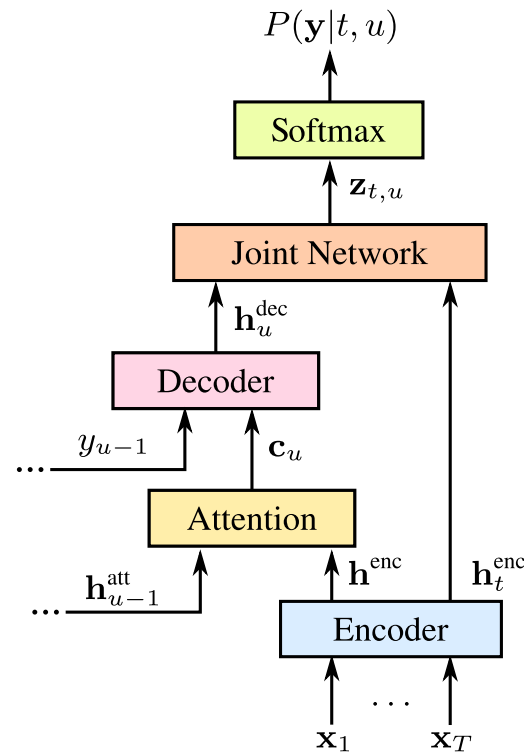 P(y|t, u)
Softmax
z_{t,u}
Joint Network
h_u^{dec}
Decoder
y_{u−1}
c_u
...
Attention
h^{enc}
h_t^{enc}
h_{u−1}^{att}
...
Encoder
...
x_1
x_T